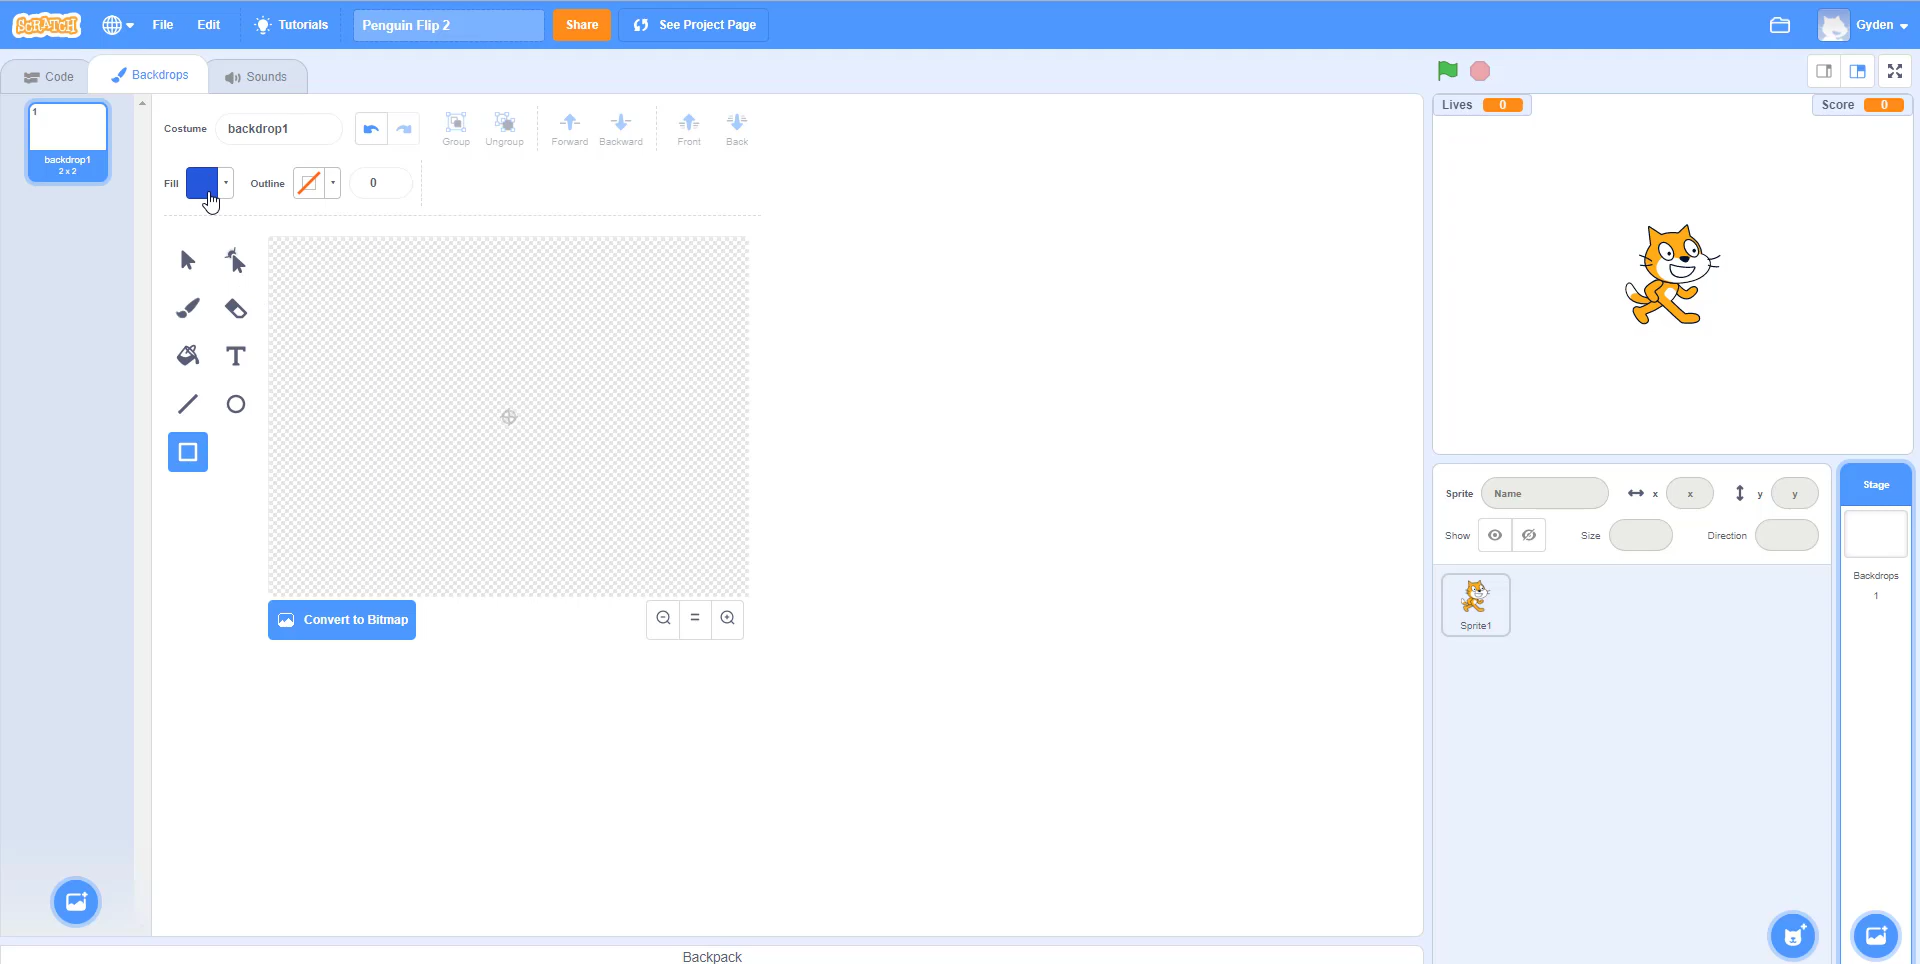 SCRATCH
File
Edit
Tutorials
Penguin Flip 2
Share
See Project Page
Gyden
Code
Backdrops
Sounds
1
backdrop1
2 x 2
Costume
backdrop1
Group
Ungroup
Forward
Backward
Front
Back
Fill
Outline
0
T
Convert to Bitmap
Lives 0
Score 0
Sprite
Name
x
x
y
y
Show
Size
Direction
Sprite1
Stage
Backdrops
1
Backpack